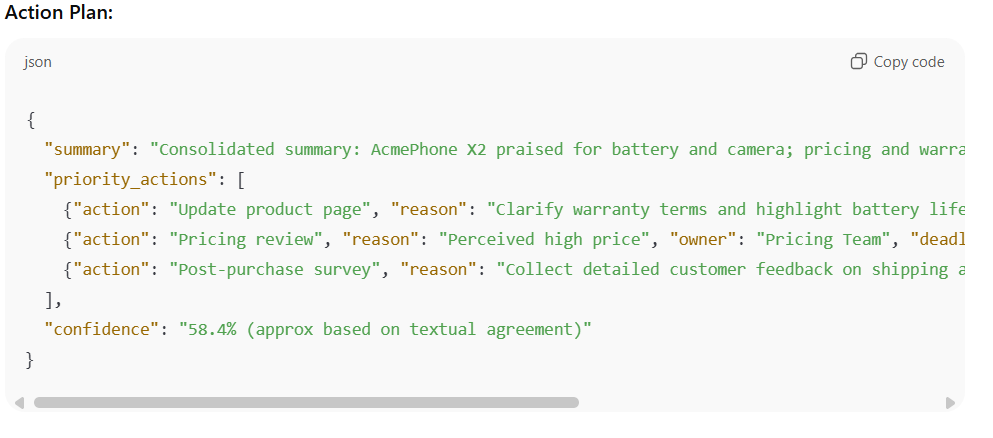 Action Plan:
json
Copy code
{
"summary": "Consolidated summary: AcmePhone X2 praised for battery and camera; pricing and warra
"priority_actions": [
{"action": "Update product page", "reason": "Clarify warranty terms and highlight battery life
{"action": "Pricing review", "reason": "Perceived high price", "owner": "Pricing Team", "deadl
{"action": "Post-purchase survey", "reason": "Collect detailed customer feedback on shipping a
],
"confidence": "58.4% (approx based on textual agreement)"
}